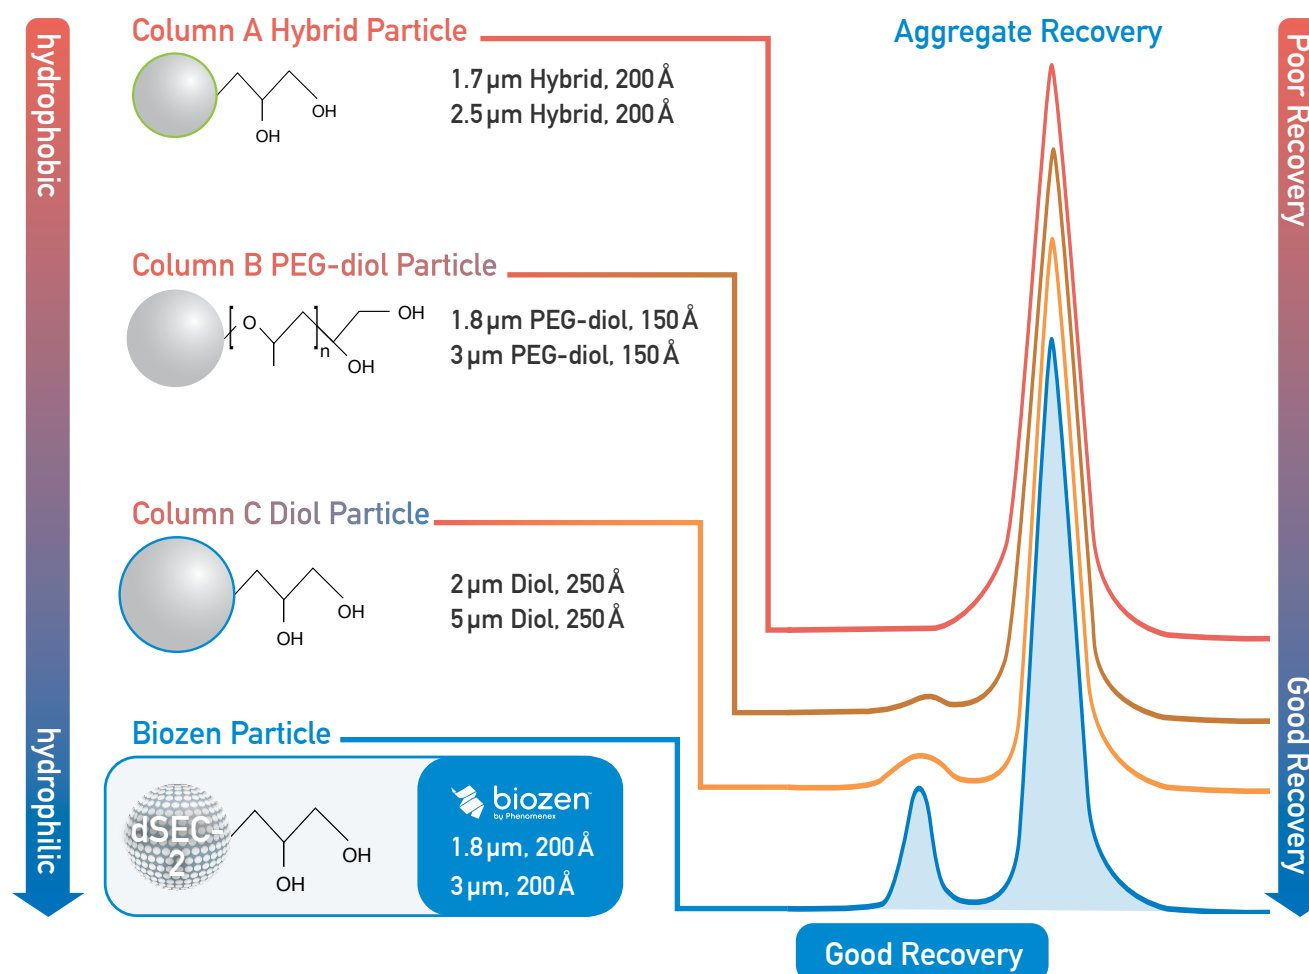 hydrophobic
hydrophilic
Column A Hybrid Particle
OH
OH
1.7 µm Hybrid, 200 Å
2.5 µm Hybrid, 200 Å
Column B PEG-diol Particle
O
n
OH
OH
1.8 µm PEG-diol, 150 Å
3 µm PEG-diol, 150 Å
Column C Diol Particle
OH
OH
2 µm Diol, 250 Å
5 µm Diol, 250 Å
Biozen Particle
dSEC-
2
OH
OH
biozen™
by Phenomenex
1.8 µm, 200 Å
3 µm, 200 Å
Aggregate Recovery
Poor Recovery
Good Recovery
Good Recovery